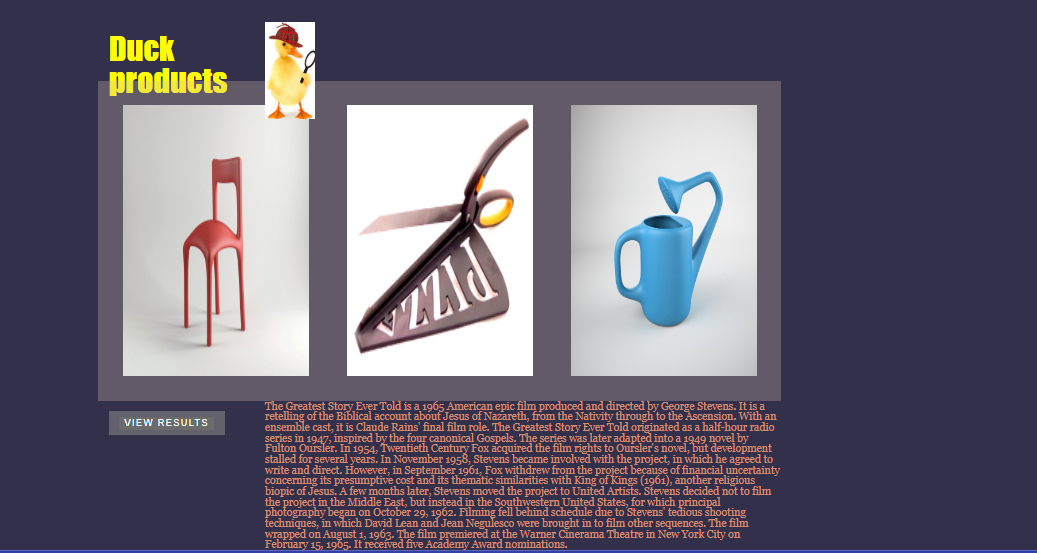 Duck
products
PIZZA
VIEW RESULTS
The Greatest Story Ever Told is a 1965 American epic film produced and directed by George Stevens. It is a
retelling of the Biblical account about Jesus of Nazareth, from the Nativity through to the Ascension. With an
ensemble cast, it is Claude Rains' final film role. The Greatest Story Ever Told originated as a half-hour radio
series in 1947, inspired by the four canonical Gospels. The series was later adapted into a 1949 novel by
Fulton Oursler. In 1954, Twentieth Century Fox acquired the film rights to Oursler's novel, but development
stalled for several years. In November 1958, Stevens became involved with the project, in which he agreed to
write and direct. However, in September 1961, Fox withdrew from the project because of financial uncertainty
concerning its presumptive cost and its thematic similarities with King of Kings (1961), another religious
biopic of Jesus. A few months later, Stevens moved the project to United Artists. Stevens decided not to film
the project in the Middle East, but instead in the Southwestern United States, for which principal
photography began on October 29, 1962. Filming fell behind schedule due to Stevens' tedious shooting
techniques, in which David Lean and Jean Negulesco were brought in to film other sequences. The film
wrapped on August 1, 1963. The film premiered at the Warner Cinerama Theatre in New York City on
February 15, 1965. It received five Academy Award nominations.